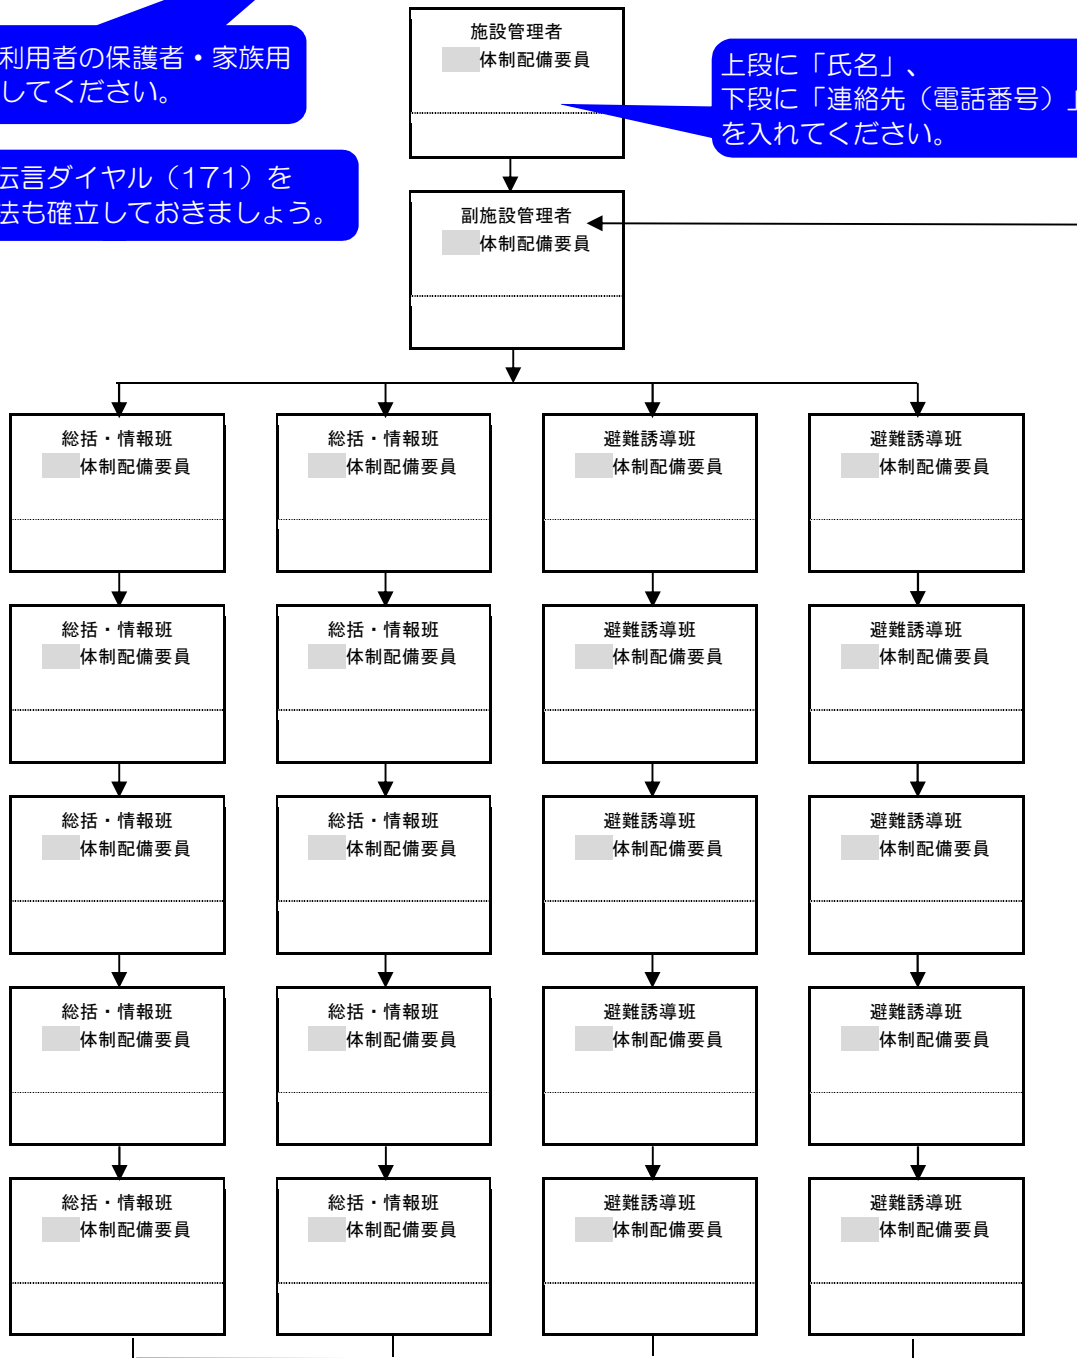 利用者の保護者・家族用
してください。
伝言ダイヤル（171）を
法も確立しておきましょう。
施設管理者
体制配備要員
上段に「氏名」、
下段に「連絡先（電話番号）」
を入れてください。
副施設管理者
体制配備要員
総括・情報班
体制配備要員
総括・情報班
体制配備要員
避難誘導班
体制配備要員
避難誘導班
体制配備要員
総括・情報班
体制配備要員
総括・情報班
体制配備要員
避難誘導班
体制配備要員
避難誘導班
体制配備要員
総括・情報班
体制配備要員
総括・情報班
体制配備要員
避難誘導班
体制配備要員
避難誘導班
体制配備要員
総括・情報班
体制配備要員
総括・情報班
体制配備要員
避難誘導班
体制配備要員
避難誘導班
体制配備要員
総括・情報班
体制配備要員
総括・情報班
体制配備要員
避難誘導班
体制配備要員
避難誘導班
体制配備要員